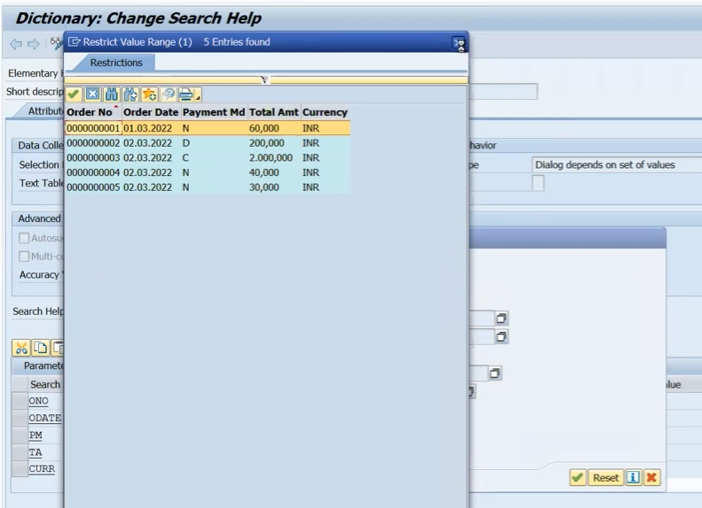 Dictionary: Change Search Help
Restrict Value Range (1) 5 Entries found
Restrictions
Elementary
Short descrip
Attribut
Order No Order Date Payment Md Total Amt Currency
0000000001 01.03.2022 N 60,000 INR
0000000002 02.03.2022 D 200,000 INR
0000000003 02.03.2022 C 2.000,000 INR
0000000004 02.03.2022 N 40,000 INR
0000000005 02.03.2022 N 30,000 INR
Data Colle
havior
Selection
pe Dialog depends on set of values
Text Table
Advanced
Autosu
Multi-co
Accuracy
Search Help
Paramete
Search
lue
ONO
ODATE
PM
TA
CURR
Reset